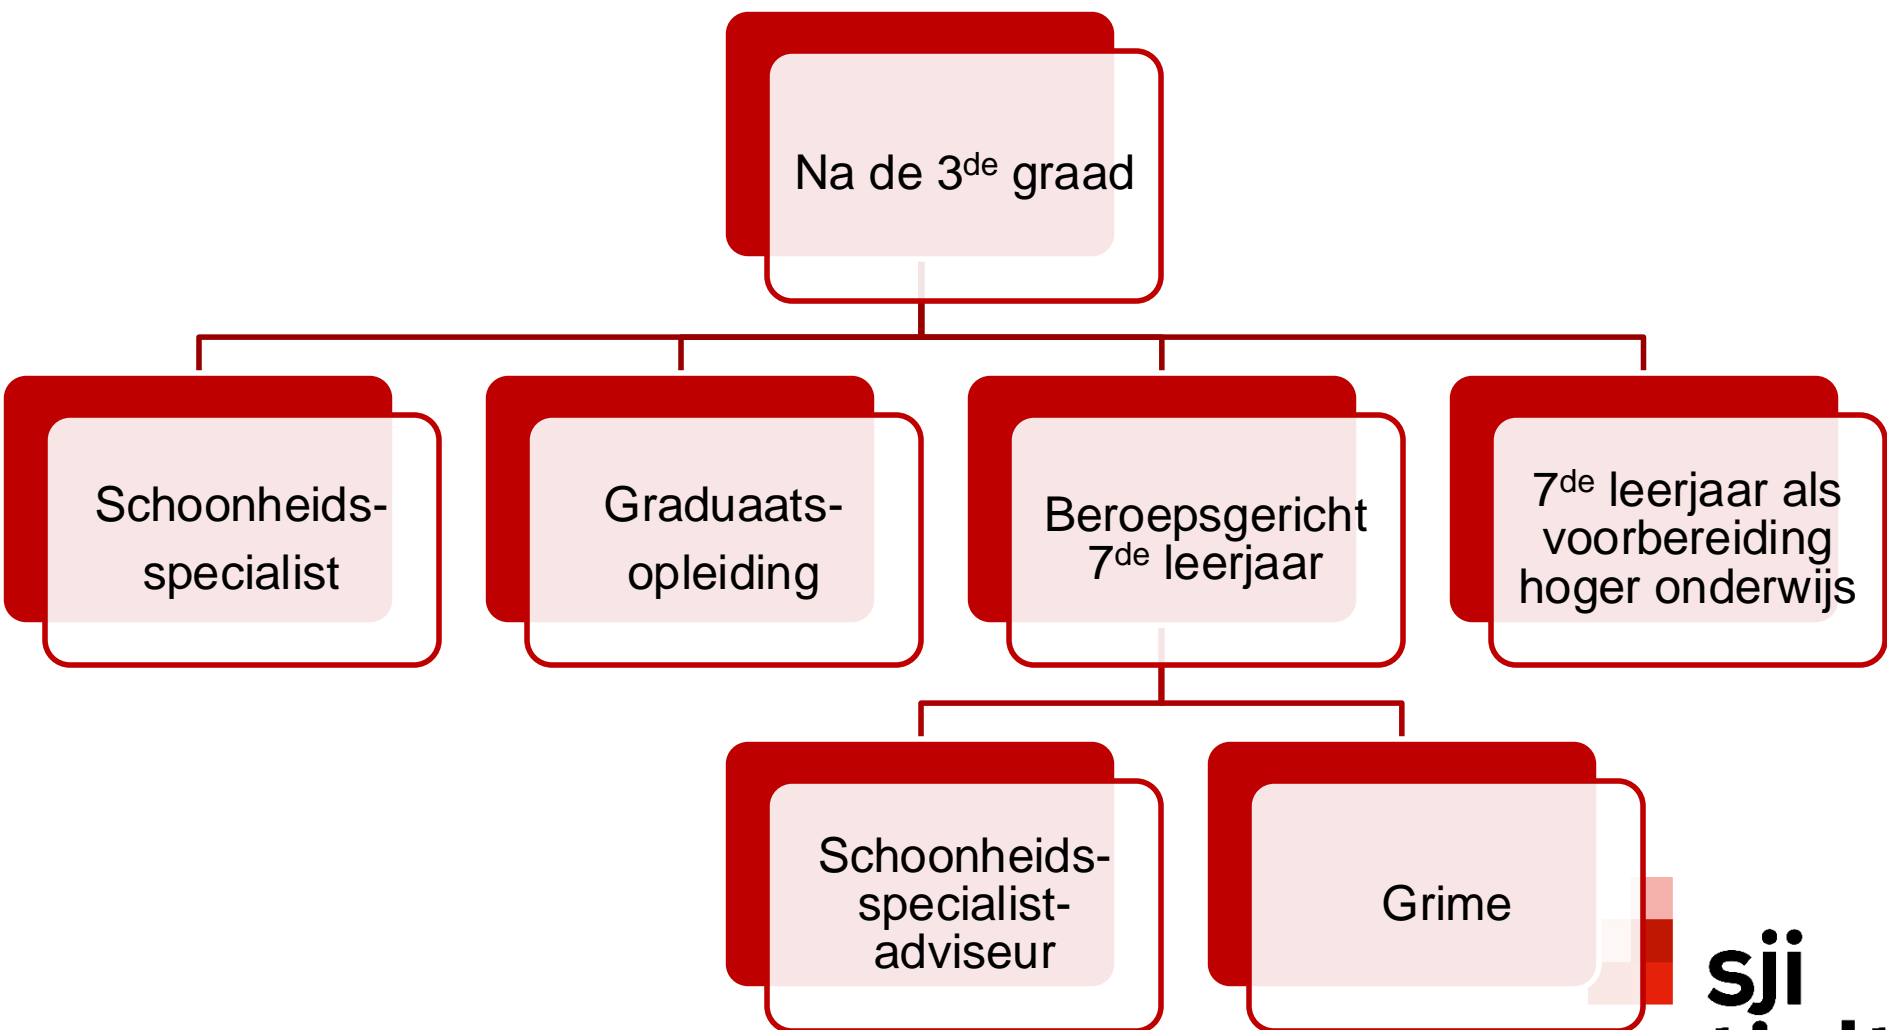 Na de 3de graad
Schoonheids-
specialist
Graduaats-
opleiding
Beroepsgericht
7de leerjaar
7de leerjaar als
voorbereiding
hoger onderwijs
Schoonheids-
specialist-
adviseur
Grime
sji